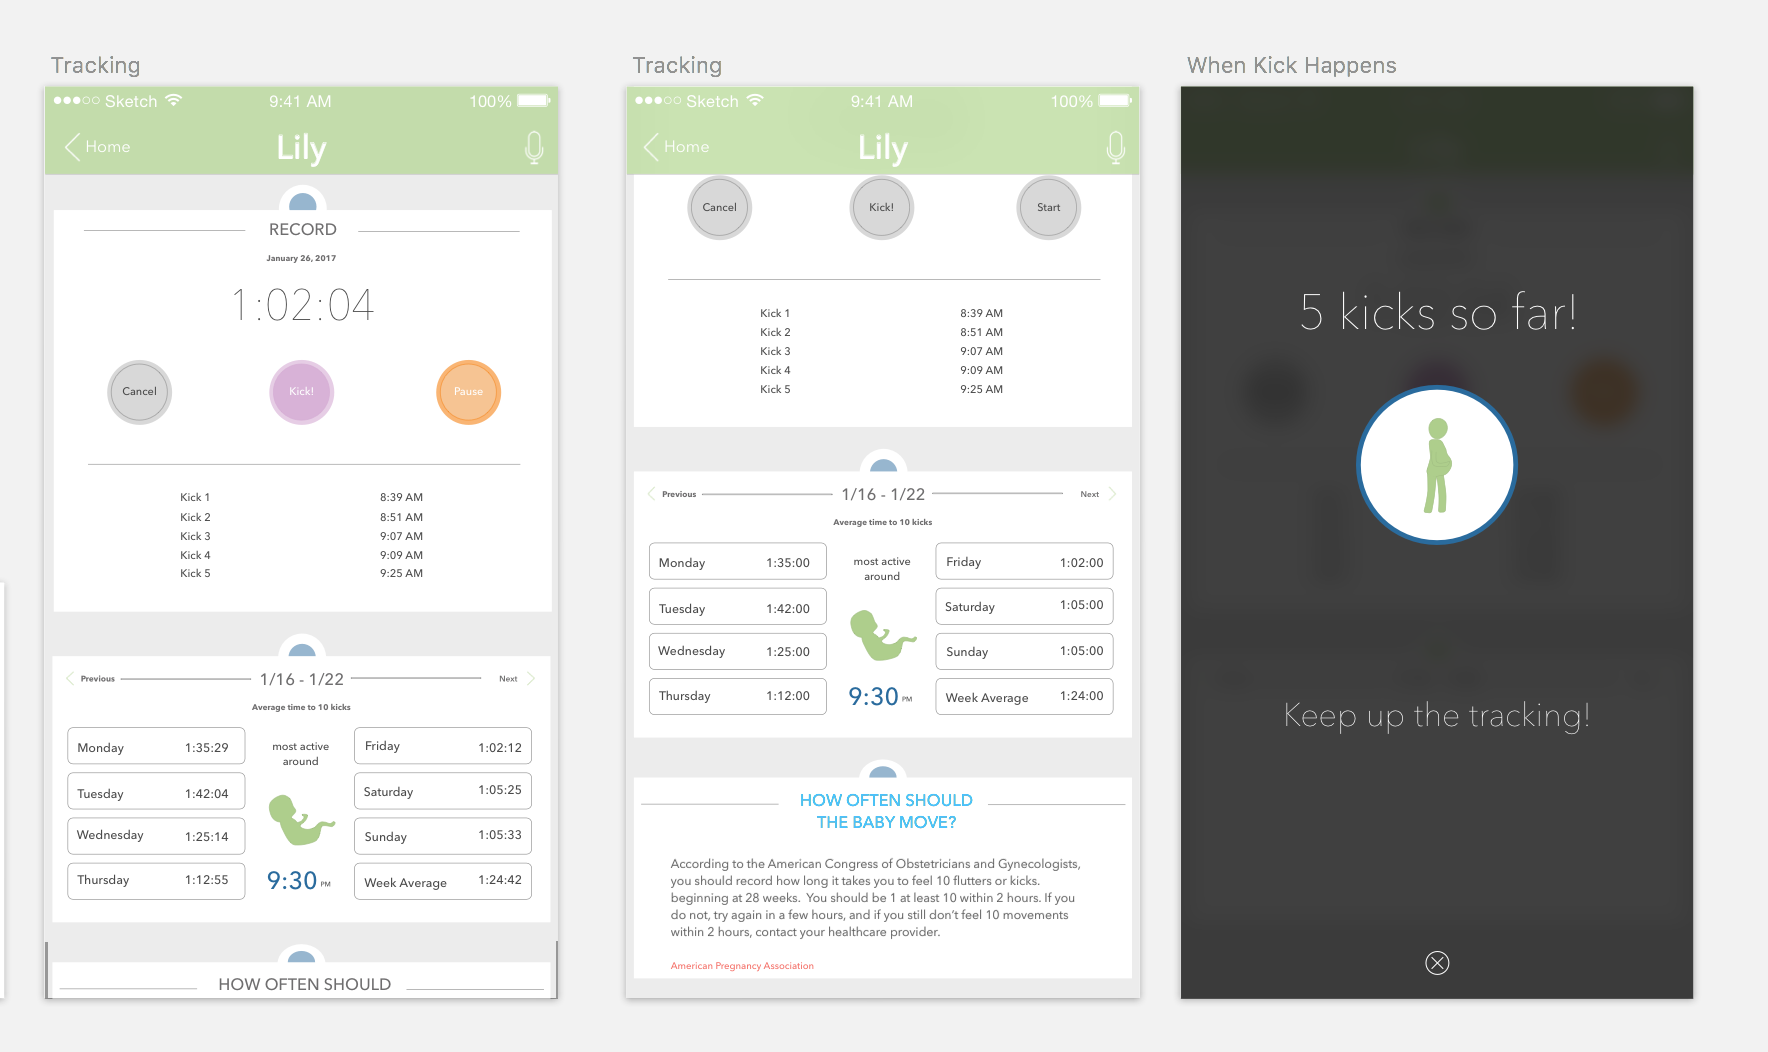 Tracking
Sketch 9:41 AM 100%
Home Lily
RECORD
January 26, 2017
1:02:04
Cancel Kick! Pause
Kick 1 8:39 AM
Kick 2 8:51 AM
Kick 3 9:07 AM
Kick 4 9:09 AM
Kick 5 9:25 AM
Previous 1/16 - 1/22 Next
Average time to 10 kicks
Monday 1:35:29
Tuesday 1:42:04
Wednesday 1:25:14
Thursday 1:12:55
most active
around
9:30 PM
Friday 1:02:12
Saturday 1:05:25
Sunday 1:05:33
Week Average 1:24:42
HOW OFTEN SHOULD
Tracking
Sketch 9:41 AM 100%
Home Lily
Cancel Kick! Start
Kick 1 8:39 AM
Kick 2 8:51 AM
Kick 3 9:07 AM
Kick 4 9:09 AM
Kick 5 9:25 AM
Previous 1/16 - 1/22 Next
Average time to 10 kicks
Monday 1:35:00
Tuesday 1:42:00
Wednesday 1:25:00
Thursday 1:12:00
most active
around
9:30 PM
Friday 1:02:00
Saturday 1:05:00
Sunday 1:05:00
Week Average 1:24:00
HOW OFTEN SHOULD
THE BABY MOVE?
According to the American Congress of Obstetricians and Gynecologists,
you should record how long it takes you to feel 10 flutters or kicks.
beginning at 28 weeks. You should be 1 at least 10 within 2 hours. If you
do not, try again in a few hours, and if you still don't feel 10 movements
within 2 hours, contact your healthcare provider.
American Pregnancy Association
When Kick Happens
5 kicks so far!
Keep up the tracking!